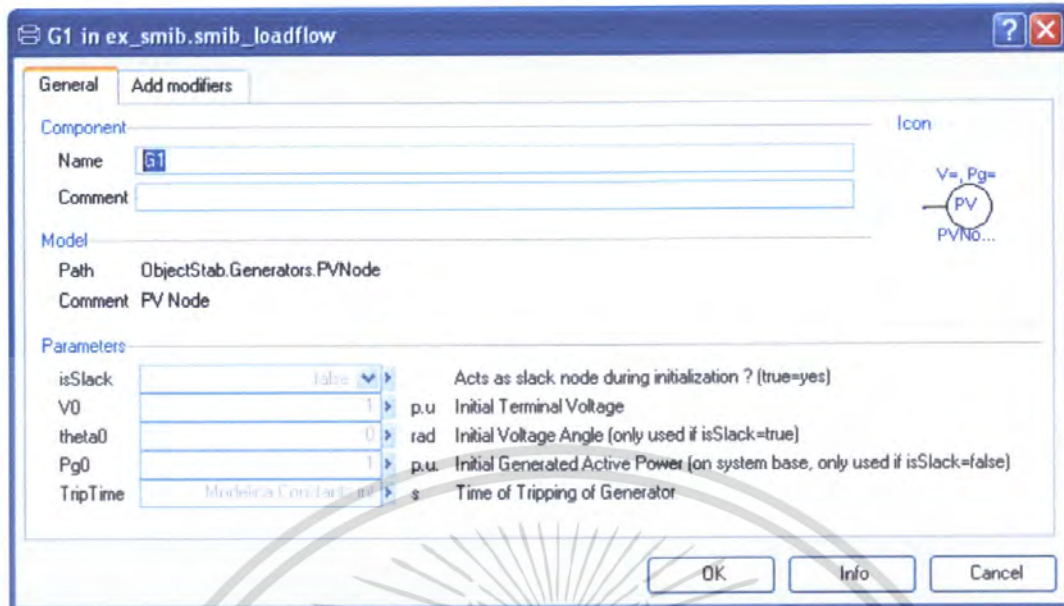 G1 in ex_smib.smib_loadflow
General Add modifiers
Component
Icon
Name G1
Comment
V=, Pg=
PV
PVNo...
Model
Path ObjectStab.Generators.PVNode
Comment PV Node
Parameters
isSlack false Acts as slack node during initialization ? (true=yes)
V0 1 p.u Initial Terminal Voltage
theta0 0 rad Initial Voltage Angle (only used if isSlack=true)
Pg0 1 p.u. Initial Generated Active Power (on system base, only used if isSlack=false)
TripTime Modelica.Constants.inf s Time of Tripping of Generator
OK Info Cancel